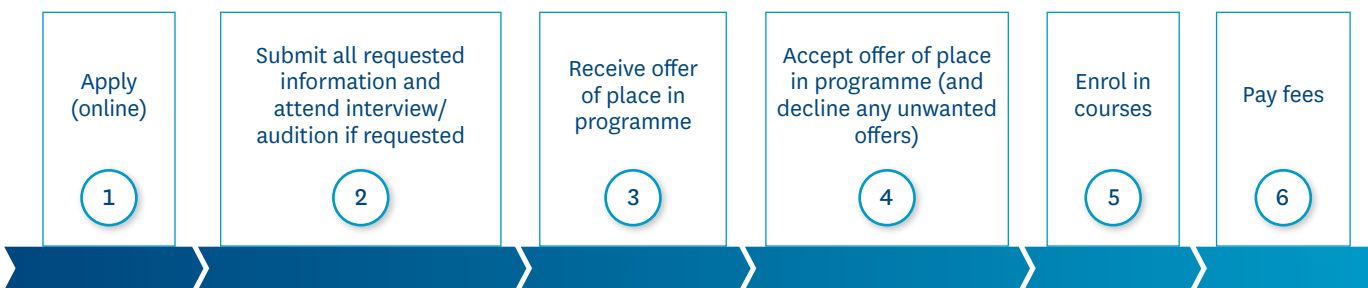 Apply
(online)
1
Submit all requested
information and
attend interview/
audition if requested
2
Receive offer
of place in
programme
3
Accept offer of place
in programme (and
decline any unwanted
offers)
4
Enrol in
courses
5
Pay fees
6